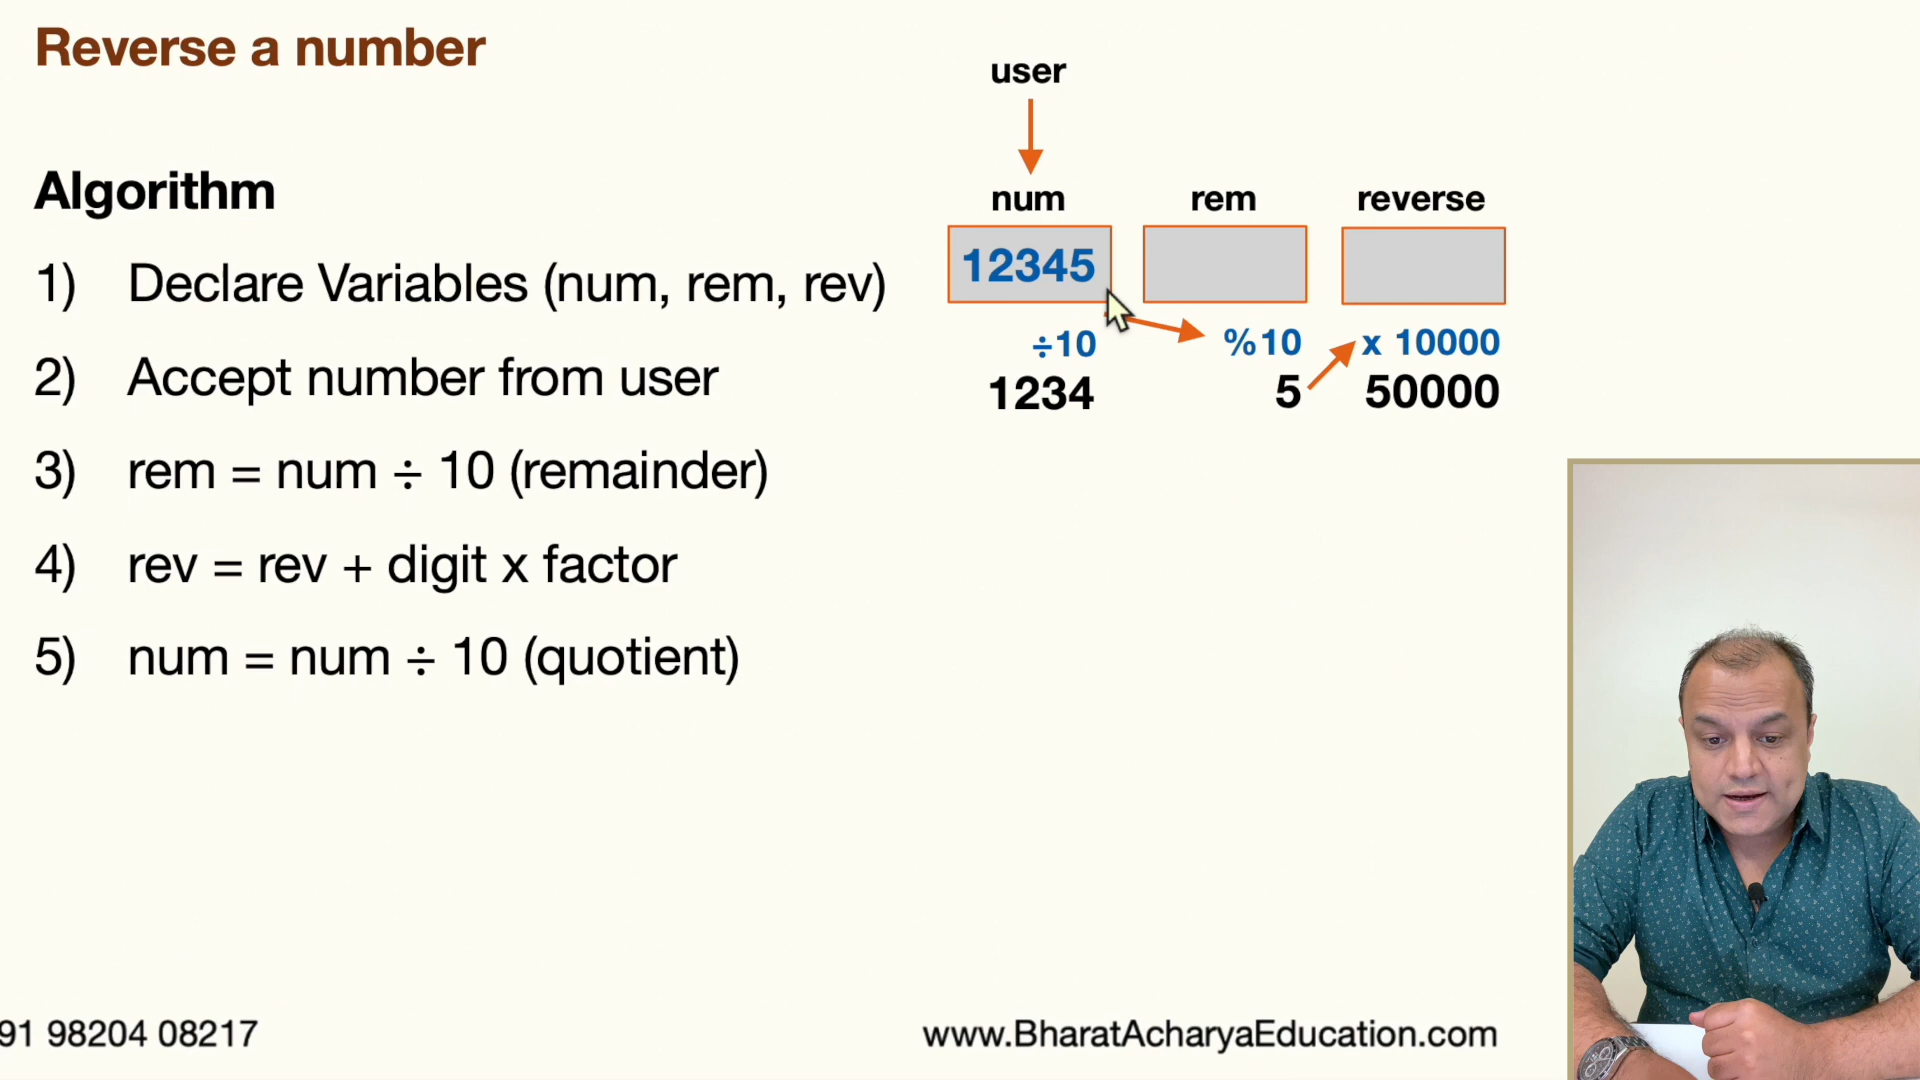 Reverse a number
user
Algorithm
num rem reverse
12345
1) Declare Variables (num, rem, rev)
÷10 %10 x 10000
1234 5 50000
2) Accept number from user
3) rem = num ÷ 10 (remainder)
4) rev = rev + digit x factor
5) num = num ÷ 10 (quotient)
91 98204 08217
www.BharatAcharyaEducation.com